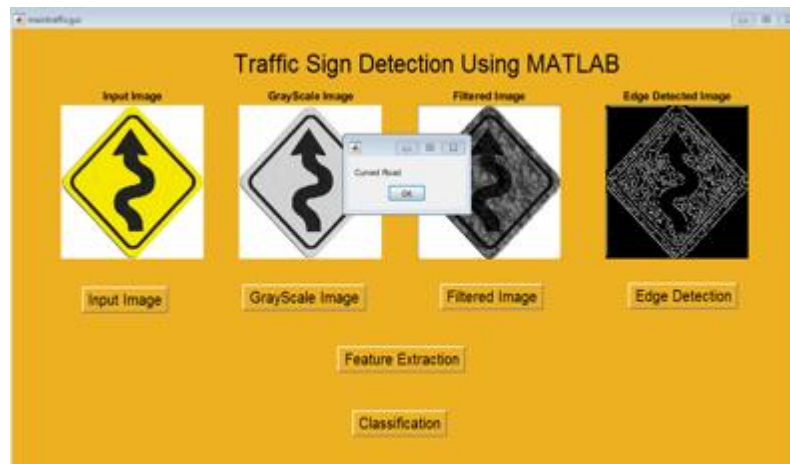 Traffic Sign Detection Using MATLAB
Input Image
GrayScale Image
Filtered Image
Edge Detected Image
Curved Road
OK
Input Image
GrayScale Image
Filtered Image
Edge Detection
Feature Extraction
Classification